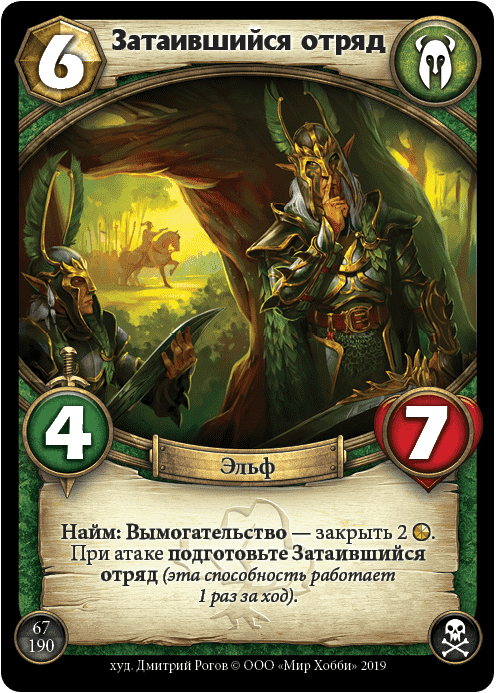 6
Затаившийся отряд
4
7
Эльф
Найм: Вымогательство — закрыть 2 .
При атаке подготовьте Затаившийся
отряд (эта способность работает
1 раз за ход).
67
190
худ. Дмитрий Рогов © ООО «Мир Хобби» 2019